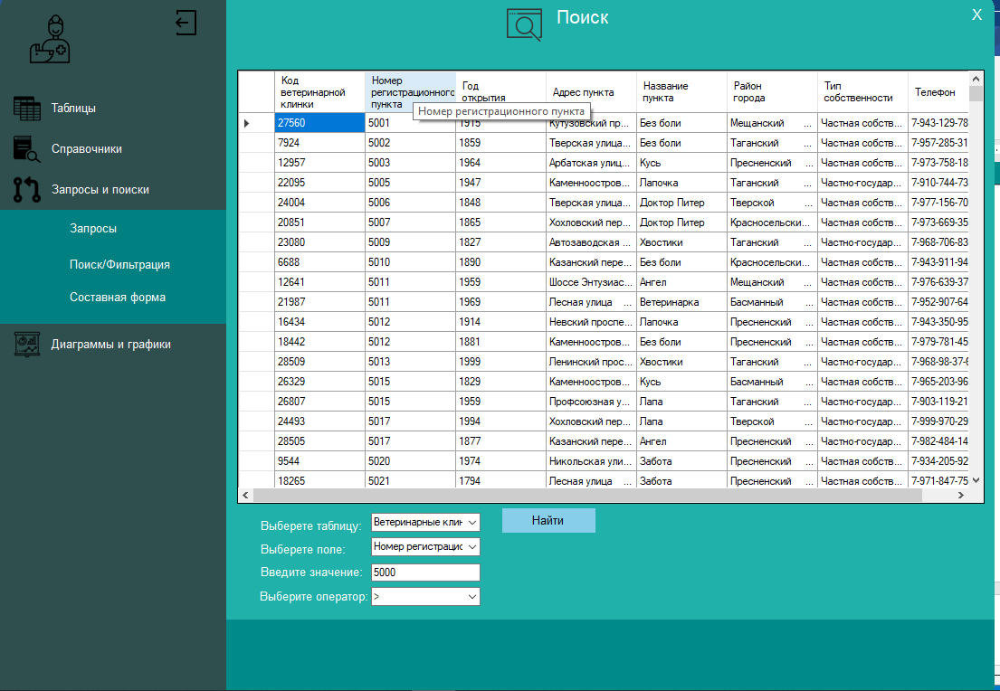 Поиск
X
Таблицы
Справочники
Запросы и поиски
Запросы
Поиск/Фильтрация
Составная форма
Диаграммы и графики
Код ветеринарной клинки Номер регистрационного пункта Год открытия Адрес пункта Название пункта Район города Тип собственности Телефон
Номер регистрационного пункта
27560 5001 1915 Кутузовский пр... Без боли Мещанский ... Частная собств... 7-943-129-78
7924 5002 1859 Тверская улица... Без боли Таганский ... Частная собств... 7-957-285-31
12957 5003 1964 Арбатская улиц... Кусь Пресненский ... Частная собств... 7-973-758-18
22095 5005 1947 Каменноостров... Лапочка Таганский ... Частная собств... 7-910-744-73
24004 5006 1848 Тверская улица... Доктор Питер Тверской ... Частная собств... 7-977-156-70
20851 5007 1865 Хохловский пер... Доктор Питер Красносельски... Частная собств... 7-973-669-35
23080 5009 1827 Автозаводская ... Хвостики Таганский ... Частно-государ... 7-968-706-83
6688 5010 1890 Казанский пере... Без боли Красносельски... Частная собств... 7-943-911-94
12641 5011 1959 Шоссе Энтузиас... Ангел Мещанский ... Частная собств... 7-976-639-37
21987 5011 1969 Лесная улица ... Ветеринарка Басманный ... Частная собств... 7-952-907-64
16434 5012 1914 Невский проспе... Лапочка Пресненский ... Частная собств... 7-943-350-95
18442 5012 1881 Каменноостров... Без боли Пресненский ... Частная собств... 7-979-781-45
28509 5013 1999 Ленинский прос... Хвостики Таганский ... Частно-государ... 7-968-98-37-6
26329 5015 1829 Каменноостров... Кусь Басманный ... Частная собств... 7-965-203-96
26807 5015 1959 Профсоюзная у... Лапа Таганский ... Частно-государ... 7-903-119-21
24493 5017 1994 Хохловский пер... Лапа Тверской ... Частно-государ... 7-999-970-29
28505 5017 1877 Казанский пере... Ангел Пресненский ... Частно-государ... 7-982-484-14
9544 5020 1974 Никольская ули... Забота Пресненский ... Частная собств... 7-934-205-92
18265 5021 1794 Лесная улица ... Забота Пресненский ... Частная собств... 7-971-847-75
Выберете таблицу: Ветеринарные клин Найти
Выберете поле: Номер регистрацио
Введите значение: 5000
Выберите оператор: >